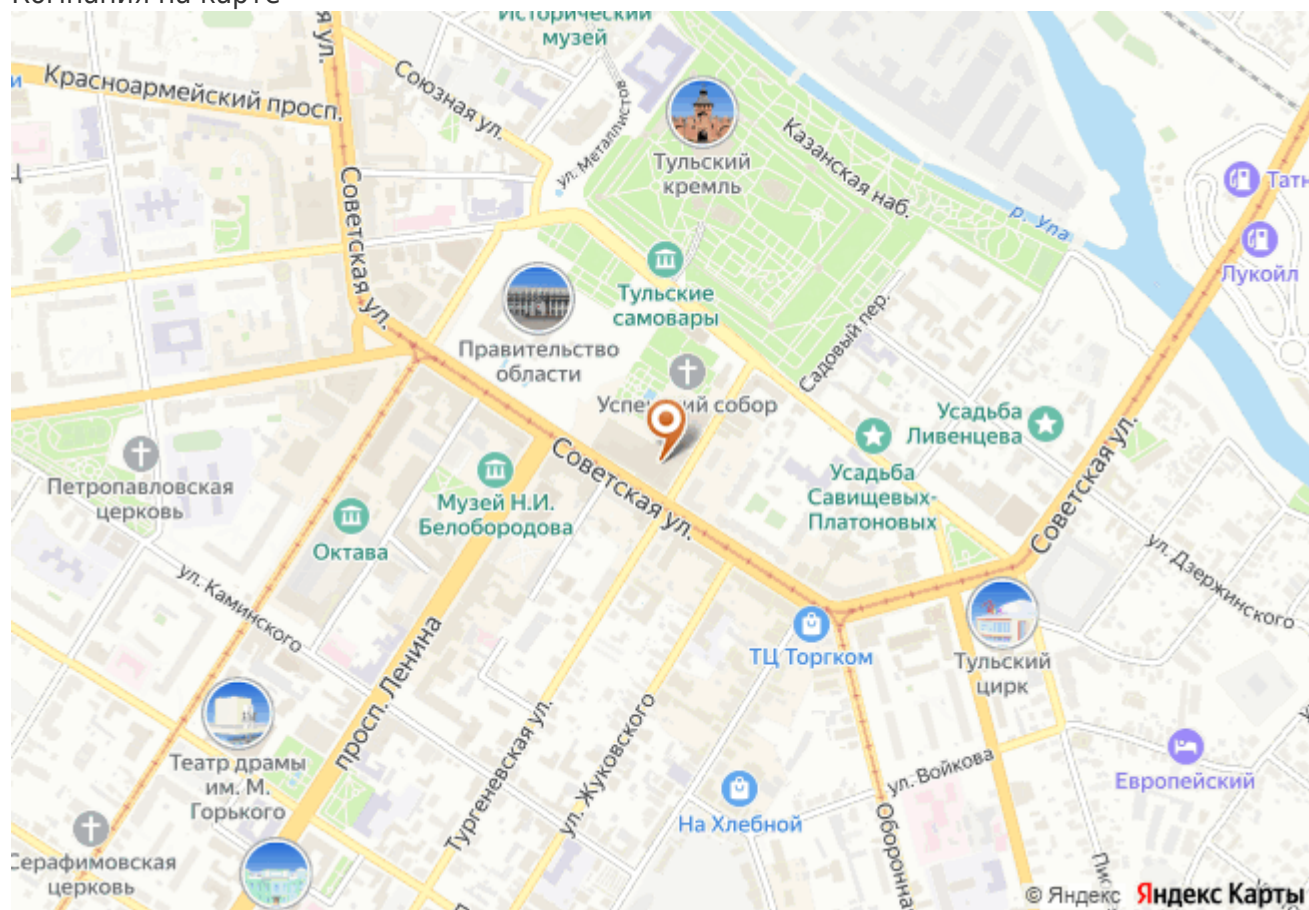 Компания на карте
Исторический
музей
Красноармейский просп.
Союзная ул.
ул. Металлистов
Тульский
кремль
Казанская наб.
р. Упа
Татн
Лукойл
Советская ул.
Тульские
самовары
Правительство
области
Садовый пер.
Успенский собор
Усадьба
Ливенцева
Усадьба
Савищевых-
Платоновых
Советская ул.
Петропавловская
церковь
Музей Н.И.
Белобородова
Октава
Советская ул.
ул. Дзержинского
ул. Каминского
ТЦ Торгком
Тульский
цирк
просп. Ленина
Театр драмы
им. М.
Горького
Тургеневская ул.
ул. Жуковского
На Хлебной
ул. Войкова
Европейский
Оборонна
Серафимовская
церковь
© Яндекс Яндекс Карты